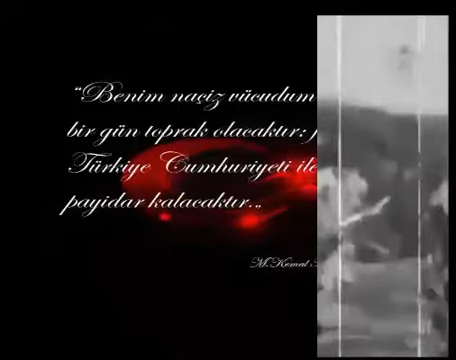 “Benim naçiz vücudum
bir gün toprak olacaktır;
Türkiye Cumhuriyeti ile
payidar kalacaktır...
M.Kemal